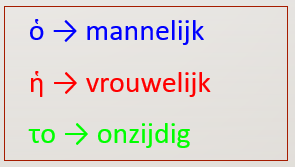 ὁ → mannelijk
ἡ → vrouwelijk
το → onzijdig